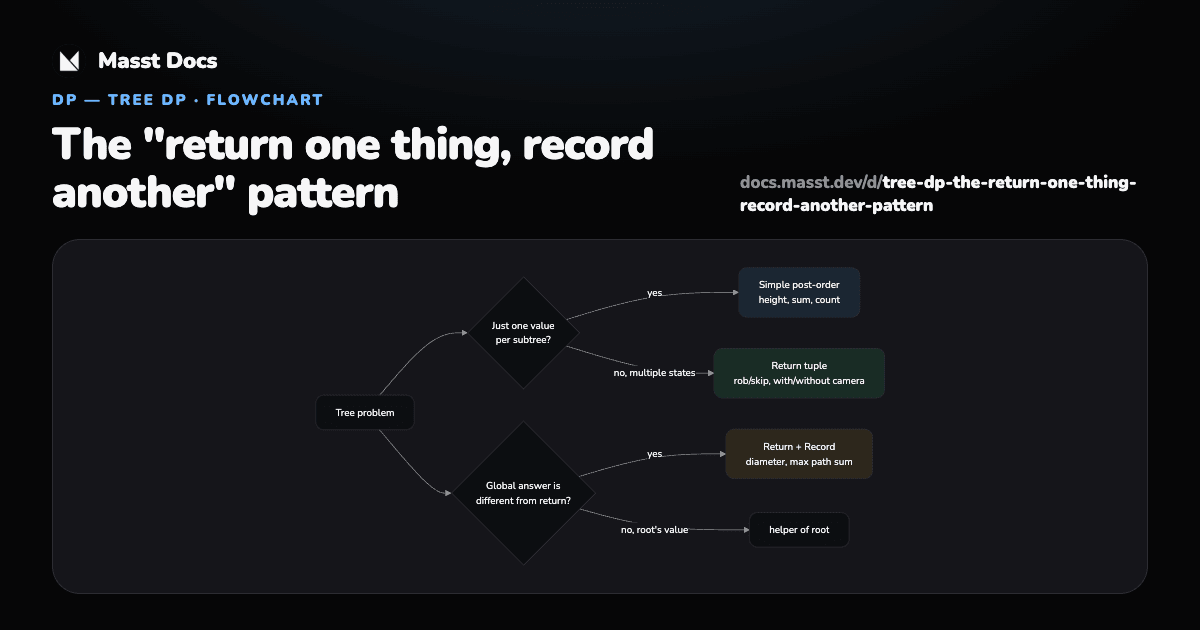 Masst Docs
DP — TREE DP · FLOWCHART
The "return one thing, record
another" pattern
docs.masst.dev/d/tree-dp-the-return-one-thing-
record-another-pattern
Tree problem
Just one value
per subtree?
yes
Simple post-order
height, sum, count
no, multiple states
Return tuple
rob/skip, with/without camera
Global answer is
different from return?
yes
Return + Record
diameter, max path sum
no, root's value
helper of root